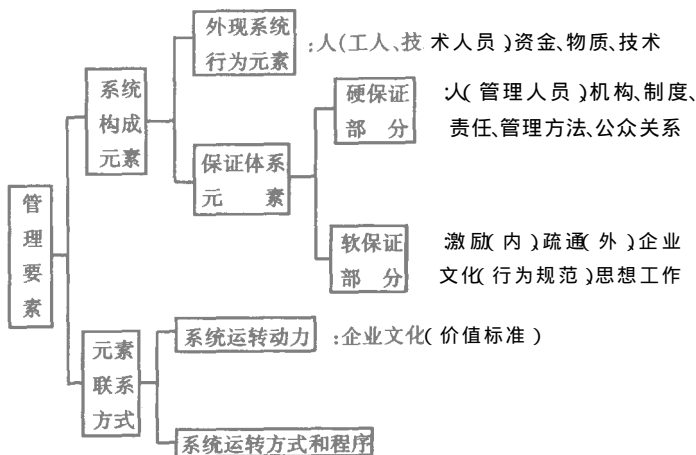 外现系统
行为元素
:人(工人、技术人员)资金、物质、技术
系统
构成
元素
硬保证
部 分
:人(管理人员)机构、制度、
责任、管理方法、公众关系
保证体系
元 素
管
理
要
素
软保证
部 分
:激励(内)疏通(外)企业
文化(行为规范)思想工作
元素
联系
方式
系统运转动力
:企业文化(价值标准)
系统运转方式和程序